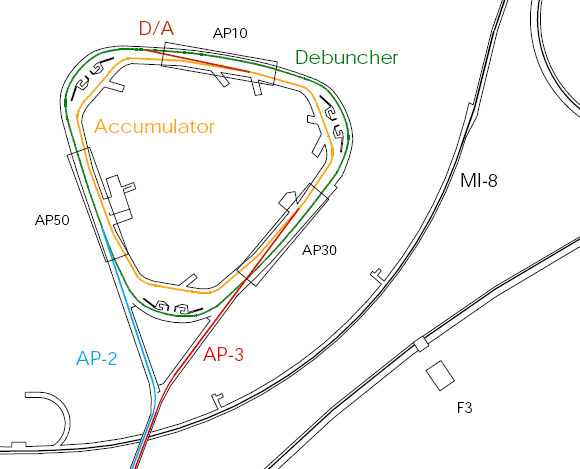 D/A
AP10
Debuncher
Accumulator
MI-8
AP50
AP30
AP-2
AP-3
F3